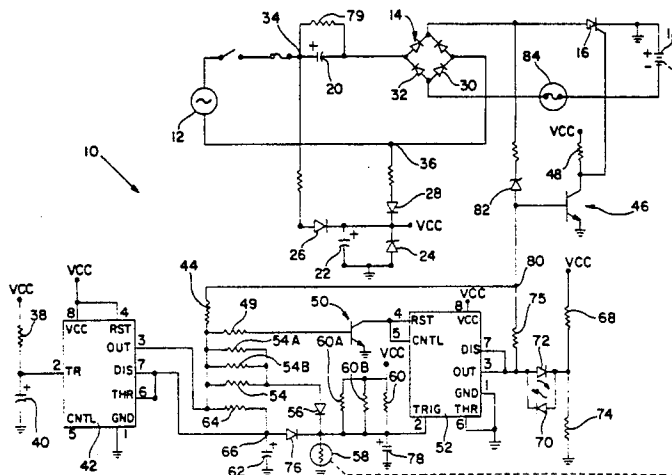 79
34
14
20
32
30
16
84
12
36
VCC
48
10
28
82
46
26
VCC
22
24
VCC
VCC
44
80
VCC
38
8
4
VCC
RST
OUT
3
2
TR
DIS
7
THR
6
CNTL
GND
5
1
40
42
49
50
54A
54B
54
60A
60B
VCC
60
64
56
66
62
76
58
78
4
RST
8
VCC
VCC
5
CNTL
DIS
7
OUT
3
GND
1
TRIG
THR
2
6
52
75
68
72
70
74